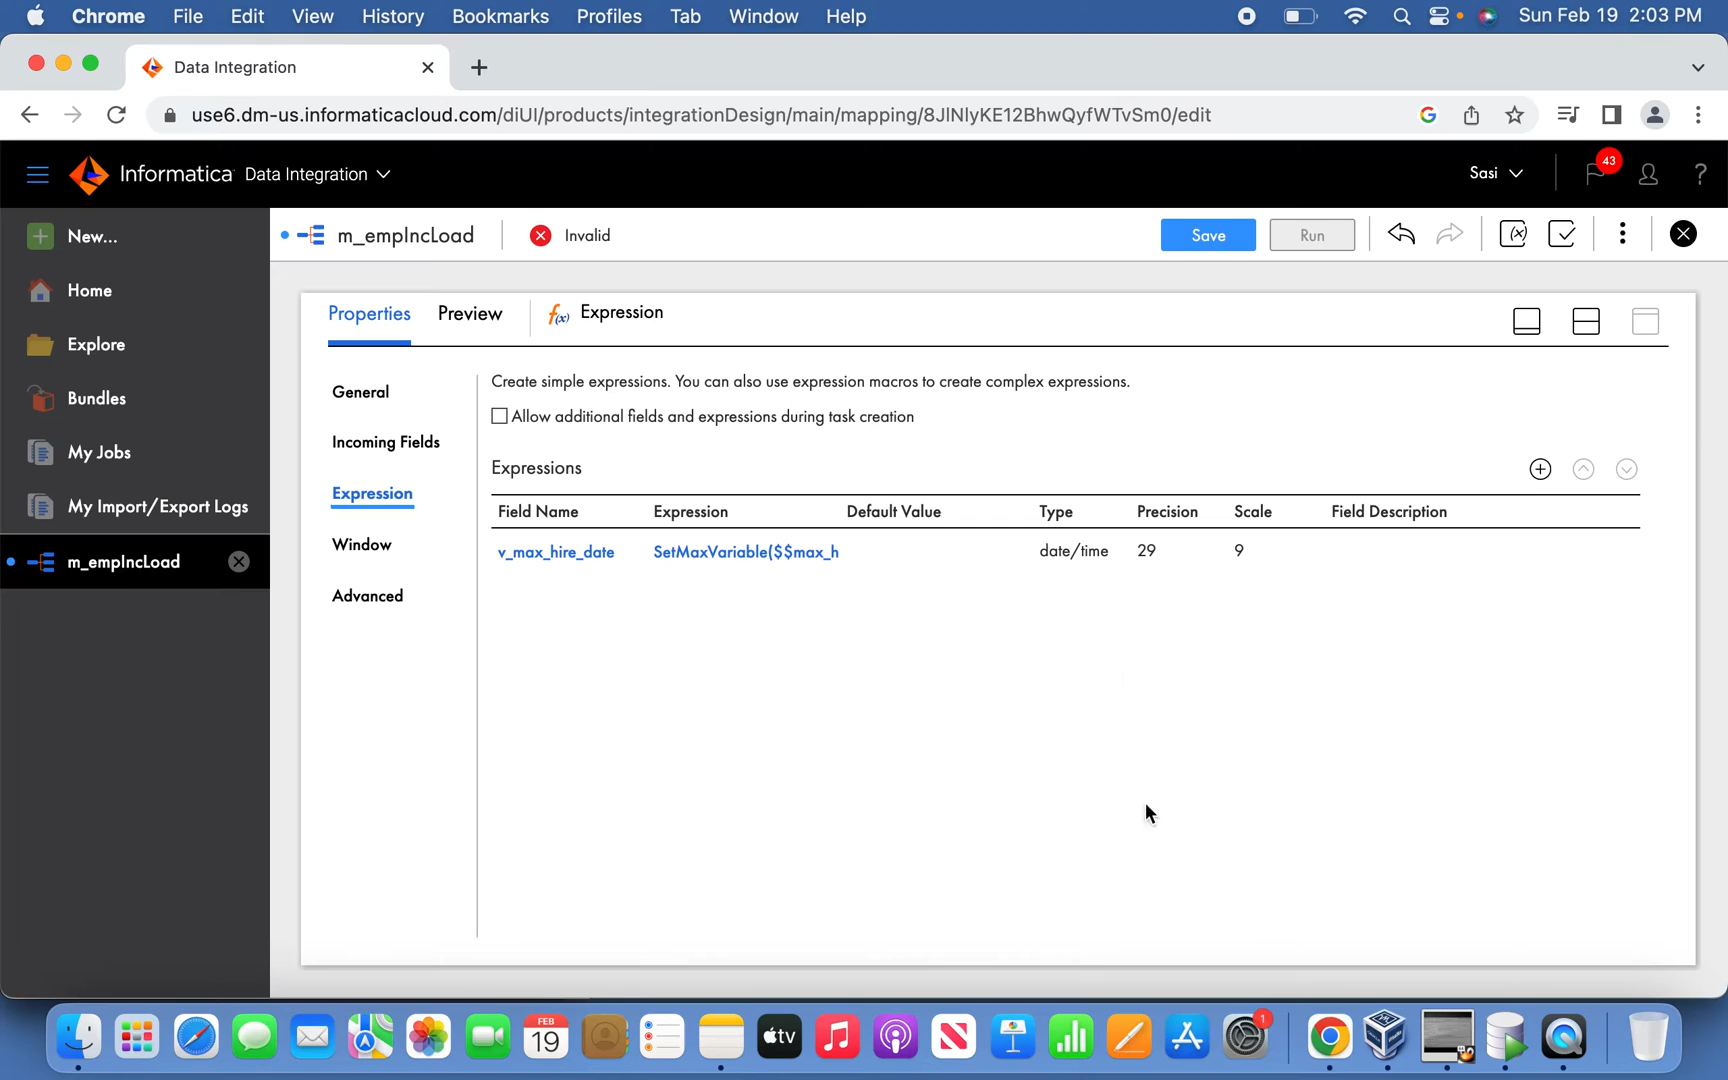 Chrome File Edit View History Bookmarks Profiles Tab Window Help Sun Feb 19 2:03 PM
Data Integration
use6.dm-us.informaticacloud.com/diUI/products/integrationDesign/main/mapping/8JlNlyKE12BhwQyfWTvSm0/edit
Informatica Data Integration Sasi 43 ?
New...
Home
Explore
Bundles
My Jobs
My Import/Export Logs
m_empIncLoad
m_empIncLoad Invalid Save Run
Properties Preview f(x) Expression
General
Incoming Fields
Expression
Window
Advanced
Create simple expressions. You can also use expression macros to create complex expressions.
Allow additional fields and expressions during task creation
Expressions
Field Name Expression Default Value Type Precision Scale Field Description
v_max_hire_date SetMaxVariable($$max_h date/time 29 9
FEB
19
tv
1